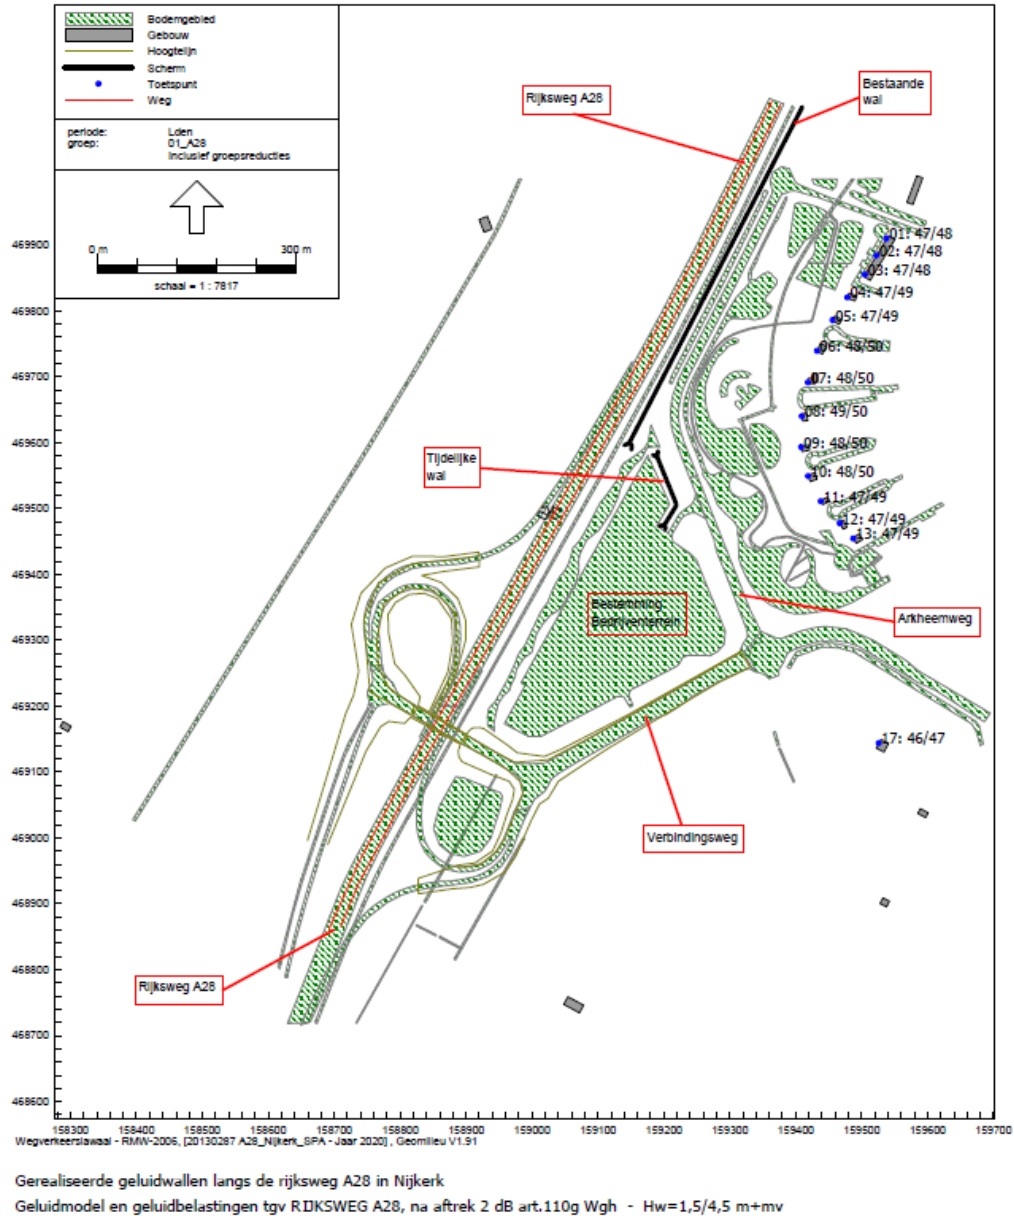 Bodemgebied
Gebouw
Hoogtelijn
Scherm
Toetspunt
Weg
periode: Lden
groep: 01_A28
Inclusief groepsreducties
0 m 300 m
schaal = 1 : 7817
Rijksweg A28
Bestaande
wal
469900
469800
469700
469600
469500
469400
469300
469200
469100
469000
468900
468800
468700
468600
01: 47/48
02: 47/48
03: 47/48
04: 47/49
05: 47/49
06: 48/50
07: 48/50
08: 49/50
09: 48/50
10: 48/50
11: 47/49
12: 47/49
13: 47/49
Tijdelijke
wal
Bestemming:
Bedrijventerrein
Arkheemweg
17: 46/47
Verbindingsweg
Rijksweg A28
158300 158400 158500 158600 158700 158800 158900 159000 159100 159200 159300 159400 159500 159600 159700
Wegverkeerslawaai - RMW-2006, [20130287 A28_Nijkerk_SPA - Jaar 2020] , Geomilieu V1.91
Gerealiseerde geluidwallen langs de rijksweg A28 in Nijkerk
Geluidmodel en geluidbelastingen tgv RIJKSWEG A28, na aftrek 2 dB art.110g Wgh - Hw=1,5/4,5 m+mv